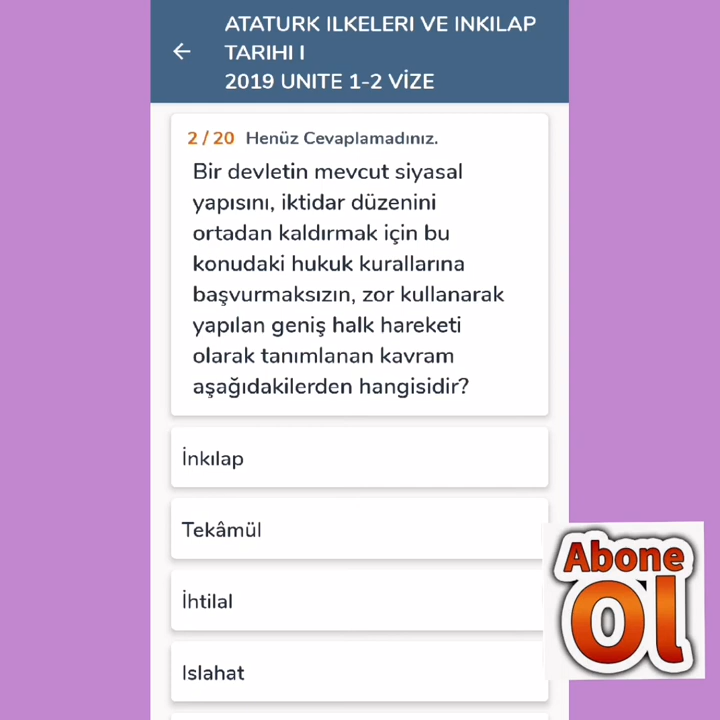 ATATURK ILKELERI VE INKILAP
TARIHI I
2019 UNITE 1-2 VİZE
2 / 20 Henüz Cevaplamadınız.
Bir devletin mevcut siyasal
yapısını, iktidar düzenini
ortadan kaldırmak için bu
konudaki hukuk kurallarına
başvurmaksızın, zor kullanarak
yapılan geniş halk hareketi
olarak tanımlanan kavram
aşağıdakilerden hangisidir?
İnkılap
Tekâmül
İhtilal
Islahat
Abone
Ol